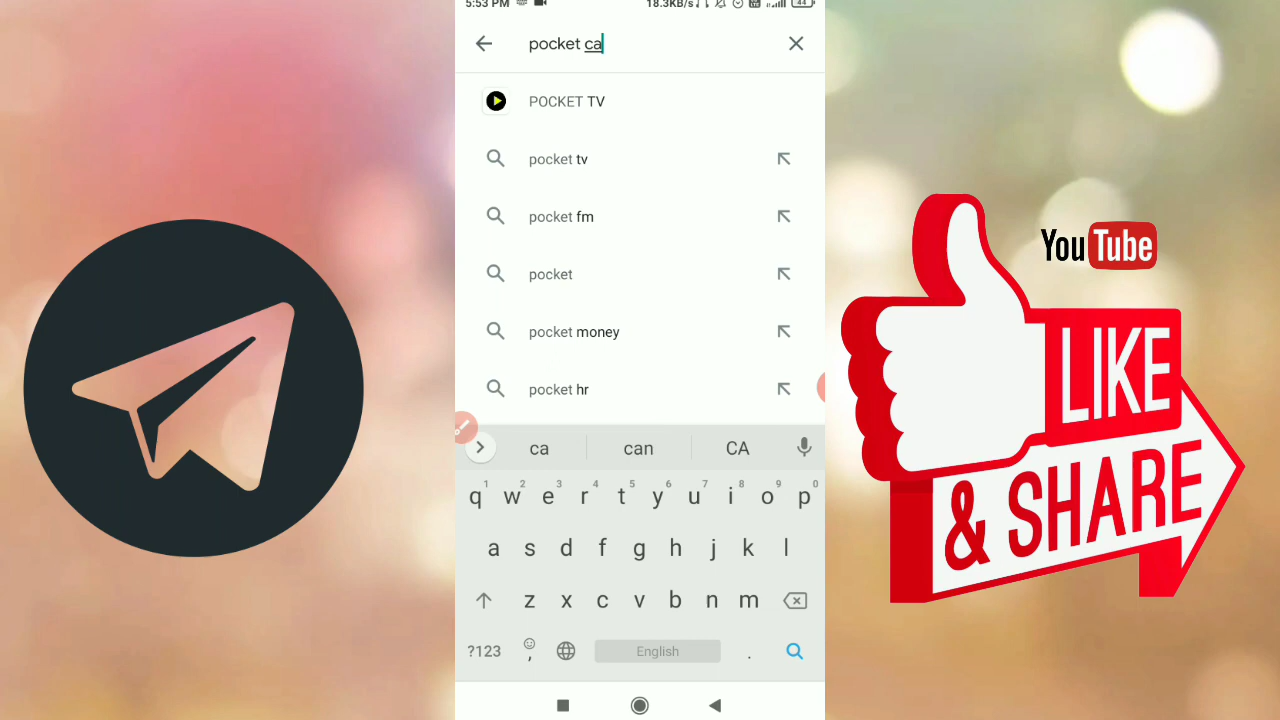 5:53 PM
18.3KB/s
44
pocket ca
POCKET TV
pocket tv
pocket fm
pocket
pocket money
pocket hr
ca can CA
1 2 3 4 5 6 7 8 9 0
q w e r t y u i o p
a s d f g h j k l
z x c v b n m
?123 , English .
YouTube
LIKE
& SHARE